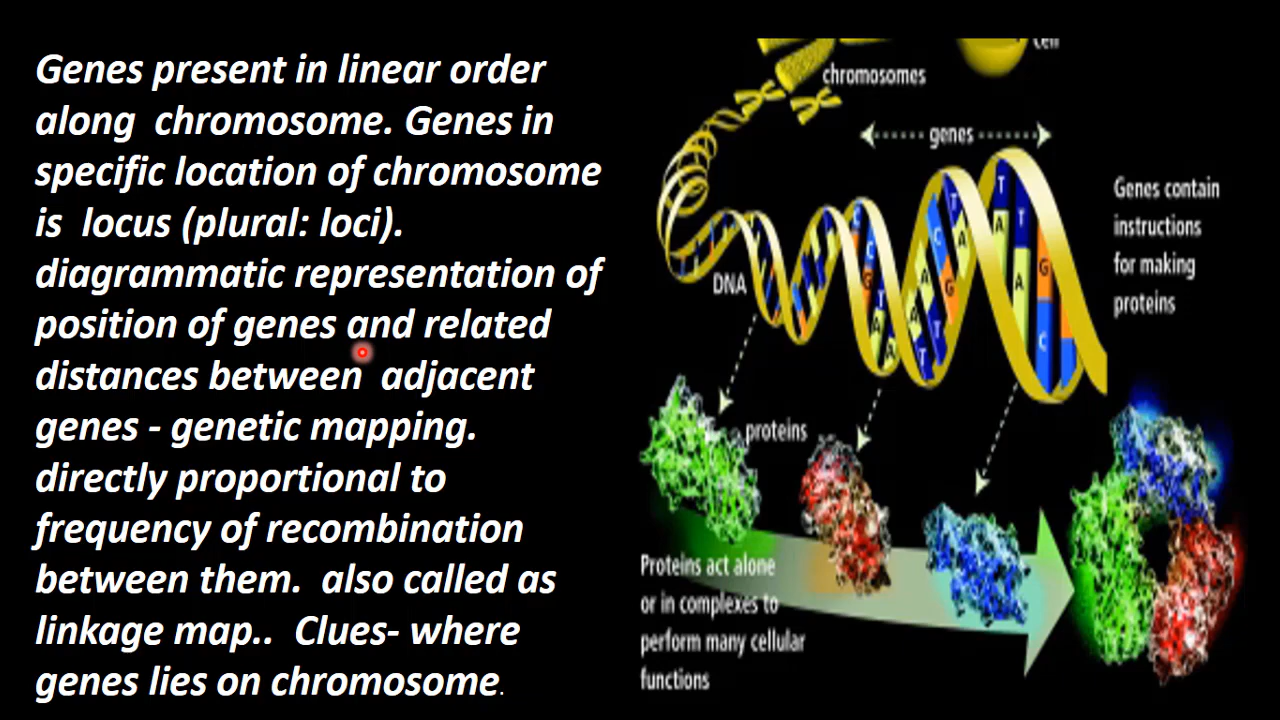 Genes present in linear order
along chromosome. Genes in
specific location of chromosome
is locus (plural: loci).
diagrammatic representation of
position of genes and related
distances between adjacent
genes - genetic mapping.
directly proportional to
frequency of recombination
between them. also called as
linkage map.. Clues- where
genes lies on chromosome.
cell
chromosomes
genes
Genes contain
instructions
for making
proteins
DNA
C
C
G
T
A
A
A
A
T
T
C
G
T
A
T
A
T
A
G
C
proteins
Proteins act alone
or in complexes to
perform many cellular
functions